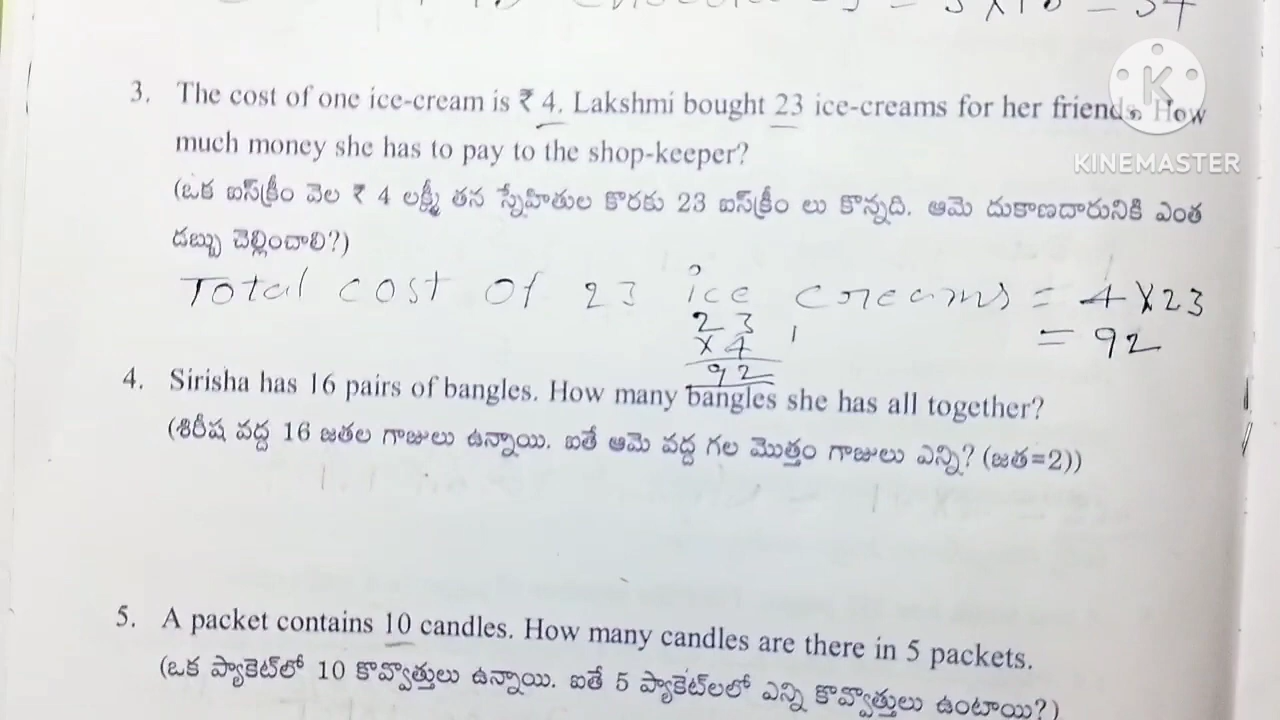 3. The cost of one ice-cream is ₹ 4. Lakshmi bought 23 ice-creams for her friends. How
much money she has to pay to the shop-keeper?
(ఒక ఐస్‌క్రీం వెల ₹ 4 లక్ష్మీ తన స్నేహితుల కొరకు 23 ఐస్‌క్రీం లు కొన్నది. ఆమె దుకాణదారునికి ఎంత
డబ్బు చెల్లించాలి?)
Total cost of 23 ice creams = 4 X 23
= 92
23
x 4
92
4. Sirisha has 16 pairs of bangles. How many bangles she has all together?
(శిరీష వద్ద 16 జతల గాజులు ఉన్నాయి. ఐతే ఆమె వద్ద గల మొత్తం గాజులు ఎన్ని? (జత=2))
5. A packet contains 10 candles. How many candles are there in 5 packets.
(ఒక ప్యాకెట్‌లో 10 కొవ్వొత్తులు ఉన్నాయి. ఐతే 5 ప్యాకెట్‌లలో ఎన్ని కొవ్వొత్తులు ఉంటాయి?)
K
KINEMASTER